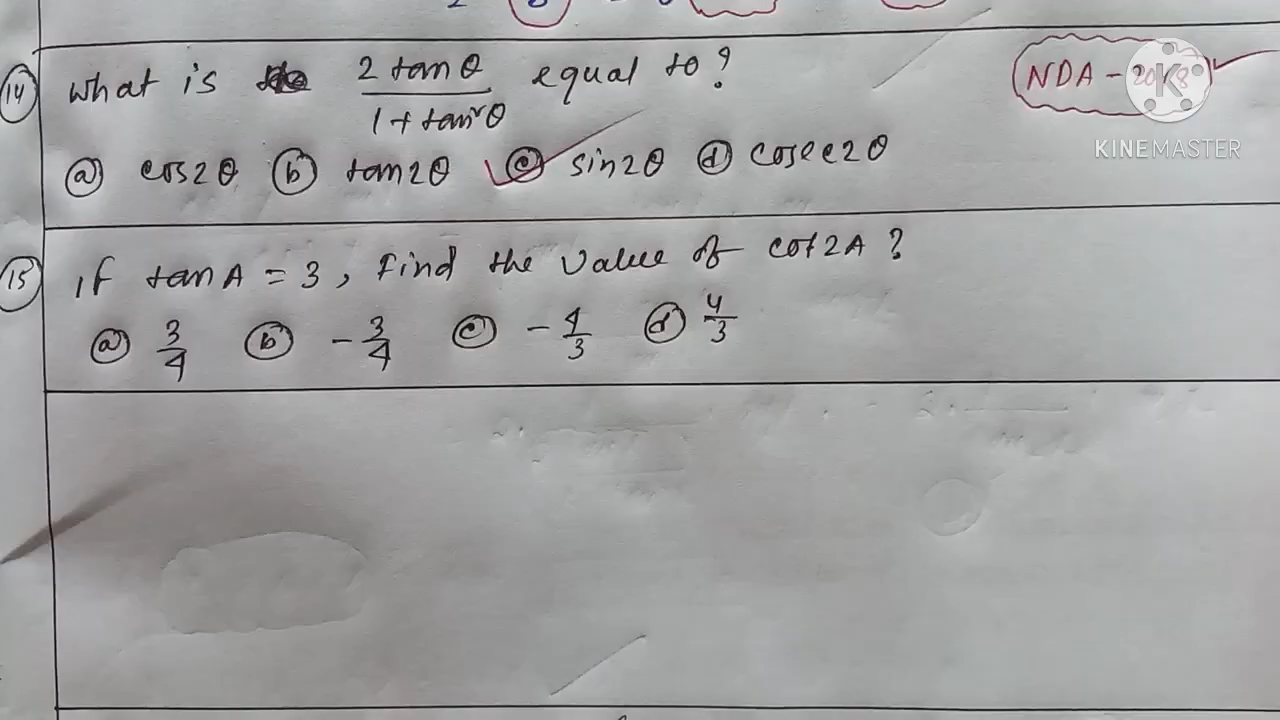 14 What is 2 tanθ / 1 + tan²θ equal to? NDA - 2018
KINEMASTER
a cos2θ b tan2θ c sin2θ d cosec2θ
15 If tanA = 3, Find the value of cot2A?
a 3/4 b -3/4 c -4/3 d 4/3